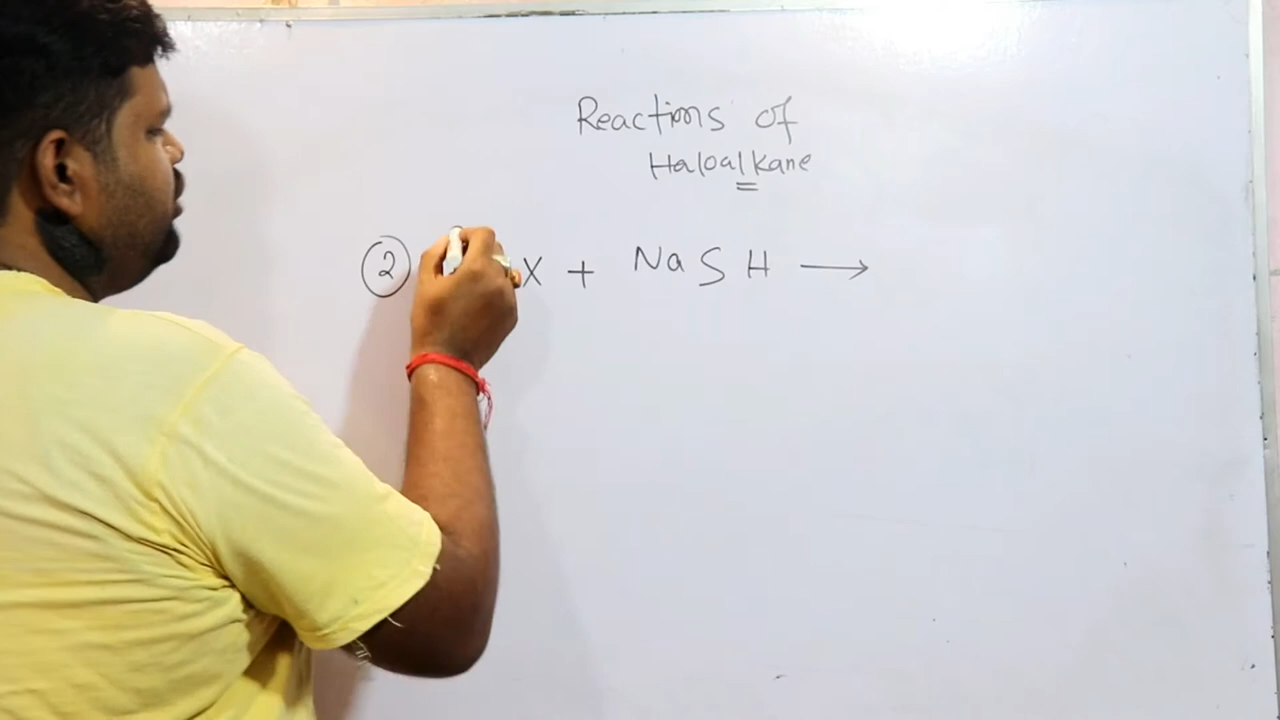 Reactions of
Haloalkane
② X + NaSH →